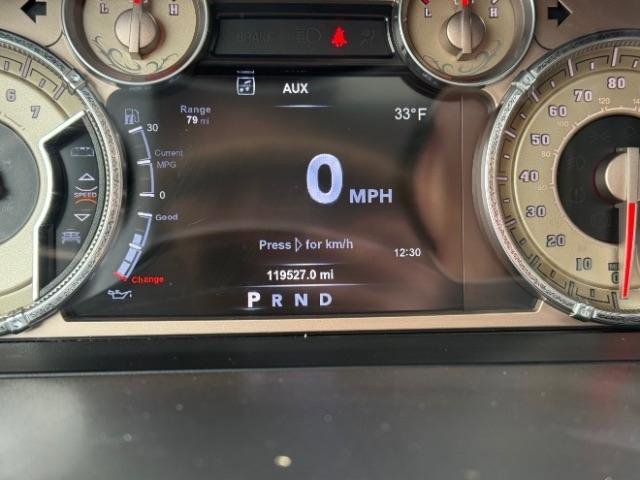 L H L H
BRAKE
AUX
Range
79 mi
33°F
30
Current
MPG
0
0 MPH
Good
Change
Press ▷ for km/h
12:30
119527.0 mi
P R N D
6 7
SPEED
10 20 30 40 50 60 70 80